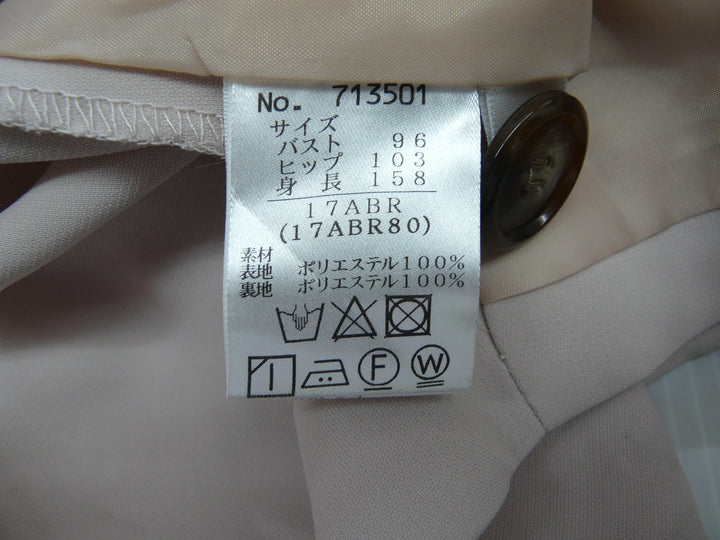 No. 713501
サイズ
バスト 96
ヒップ 103
身長 158
17ABR
(17ABR80)
素材
表地 ポリエステル100%
裏地 ポリエステル100%
F W